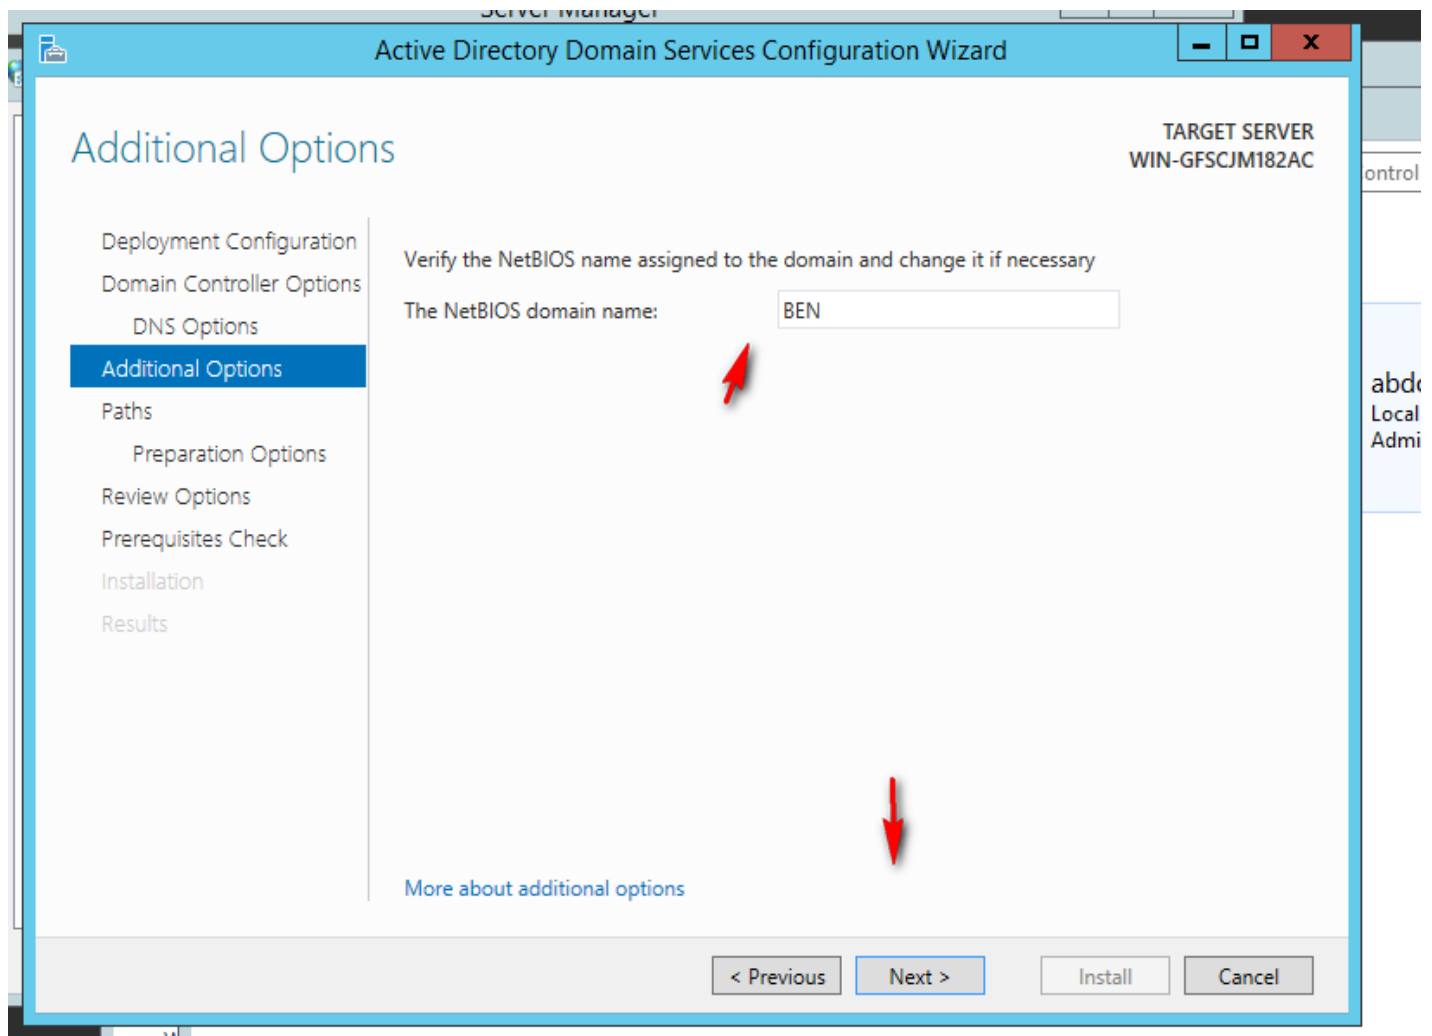 Server Manager
Active Directory Domain Services Configuration Wizard
Additional Options
TARGET SERVER
WIN-GFSCJM182AC
Deployment Configuration
Domain Controller Options
DNS Options
Additional Options
Paths
Preparation Options
Review Options
Prerequisites Check
Installation
Results
Verify the NetBIOS name assigned to the domain and change it if necessary
The NetBIOS domain name: BEN
More about additional options
< Previous Next > Install Cancel
ontrol
Local
Admi